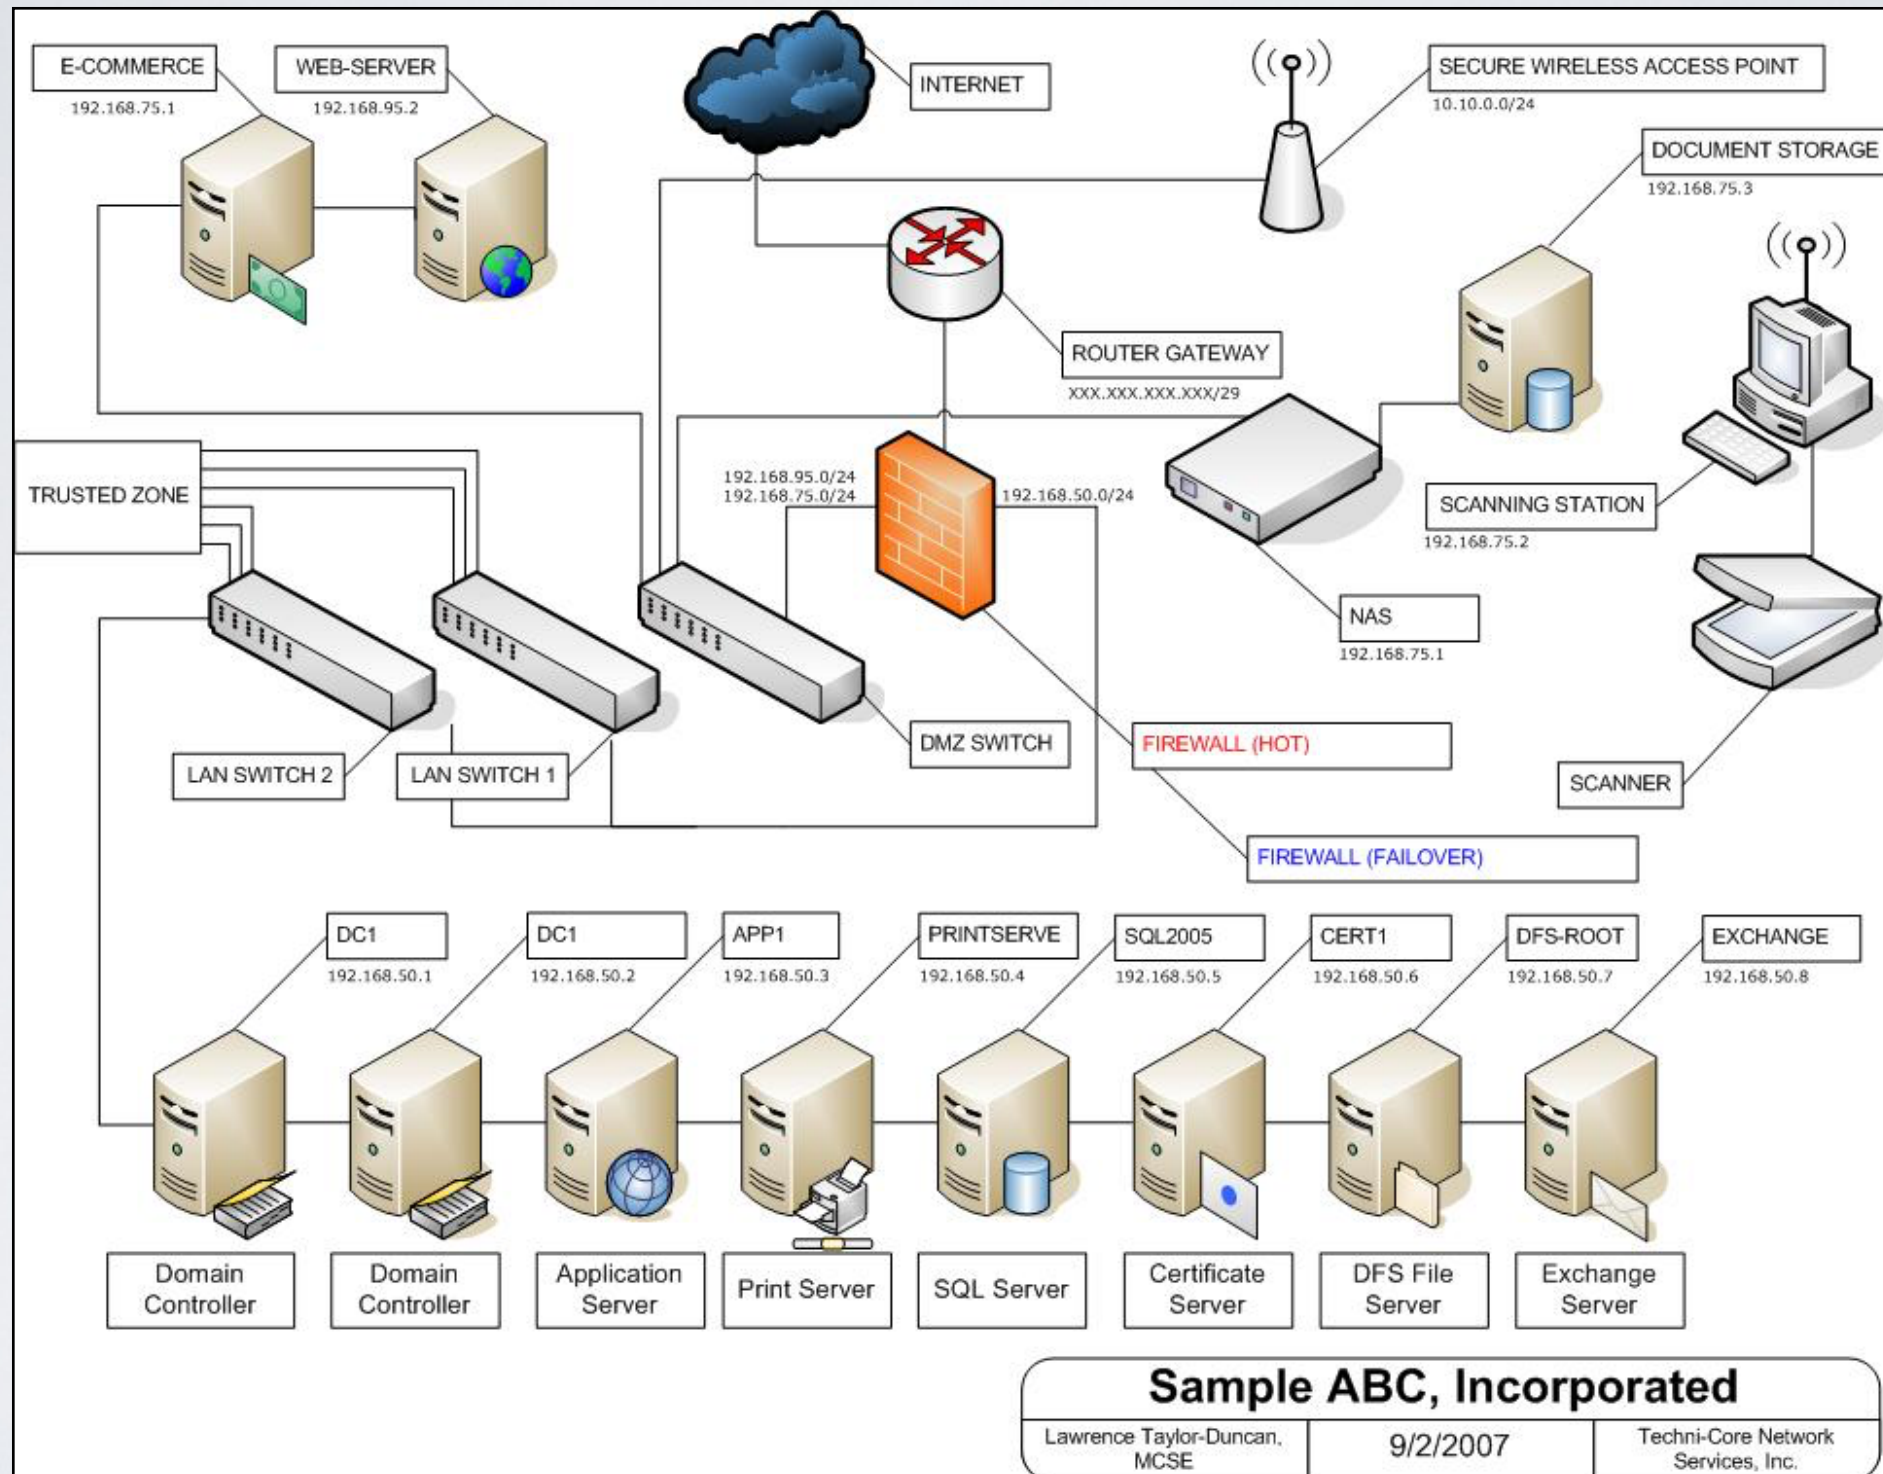 E-COMMERCE
192.168.75.1
WEB-SERVER
192.168.95.2
INTERNET
SECURE WIRELESS ACCESS POINT
10.10.0.0/24
DOCUMENT STORAGE
192.168.75.3
ROUTER GATEWAY
XXX.XXX.XXX.XXX/29
TRUSTED ZONE
192.168.95.0/24
192.168.75.0/24
192.168.50.0/24
SCANNING STATION
192.168.75.2
NAS
192.168.75.1
LAN SWITCH 2
LAN SWITCH 1
DMZ SWITCH
FIREWALL (HOT)
SCANNER
FIREWALL (FAILOVER)
DC1
192.168.50.1
DC1
192.168.50.2
APP1
192.168.50.3
PRINTSERVE
192.168.50.4
SQL2005
192.168.50.5
CERT1
192.168.50.6
DFS-ROOT
192.168.50.7
EXCHANGE
192.168.50.8
Domain
Controller
Domain
Controller
Application
Server
Print Server
SQL Server
Certificate
Server
DFS File
Server
Exchange
Server
Sample ABC, Incorporated
Lawrence Taylor-Duncan,
MCSE
9/2/2007
Techni-Core Network
Services, Inc.